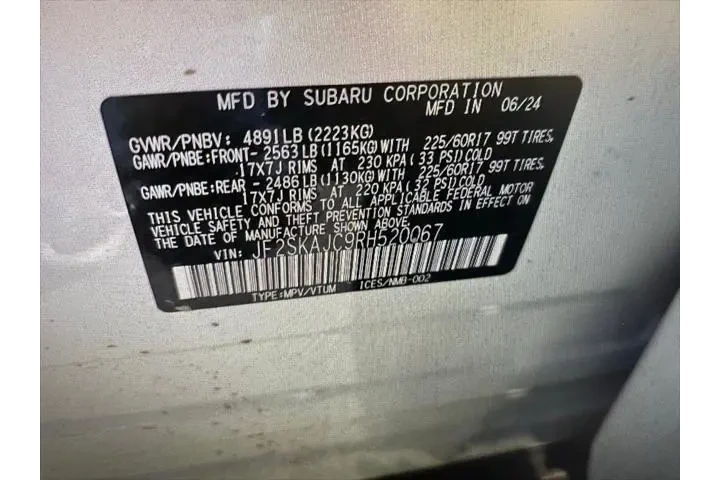 MFD BY SUBARU CORPORATION
MFD IN 06/24
GVWR/PNBV: 4891LB (2223KG)
GAWR/PNBE:FRONT-2563LB(1165KG)WITH 225/60R17 99T TIRES,
17X7J RIMS AT 230 KPA(33 PSI)COLD
GAWR/PNBE:REAR -2486LB(1130KG)WITH 225/60R17 99T TIRES,
17X7J RIMS AT 220 KPA(32 PSI)COLD
THIS VEHICLE CONFORMS TO ALL APPLICABLE FEDERAL MOTOR
VEHICLE SAFETY AND THEFT PREVENTION STANDARDS IN EFFECT ON
THE DATE OF MANUFACTURE SHOWN ABOVE.
VIN: JF2SKAJC9RH520067
TYPE:MPV/VTUM ICES/NMB-002